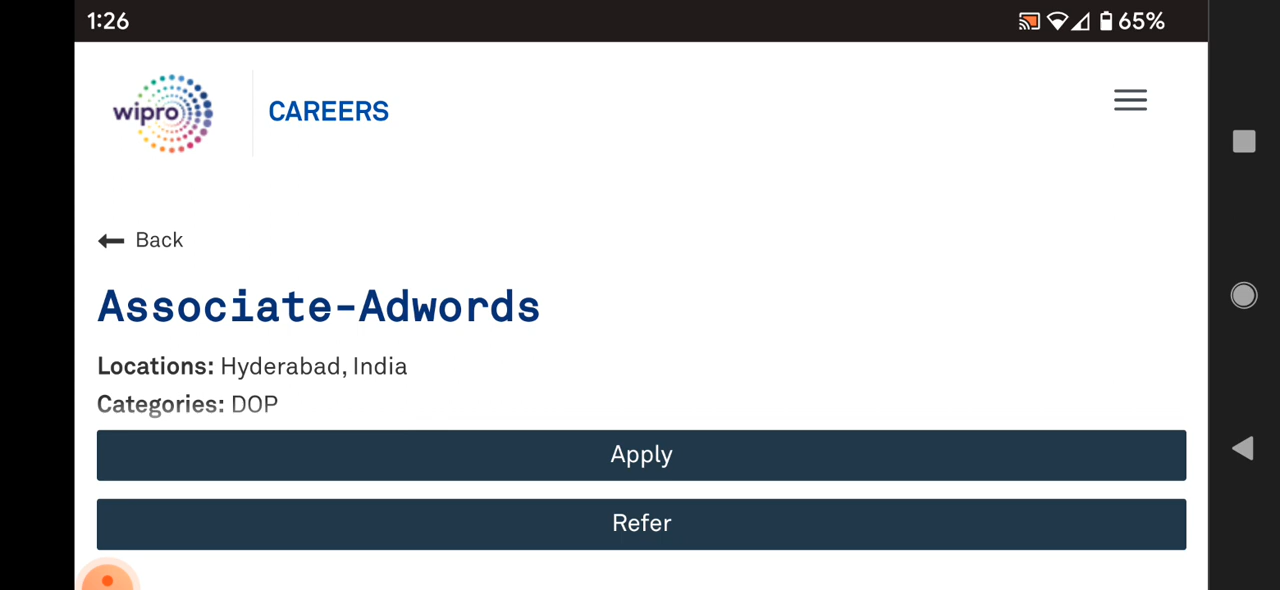 1:26
65%
wipro
CAREERS
Back
Associate-Adwords
Locations: Hyderabad, India
Categories: DOP
Apply
Refer